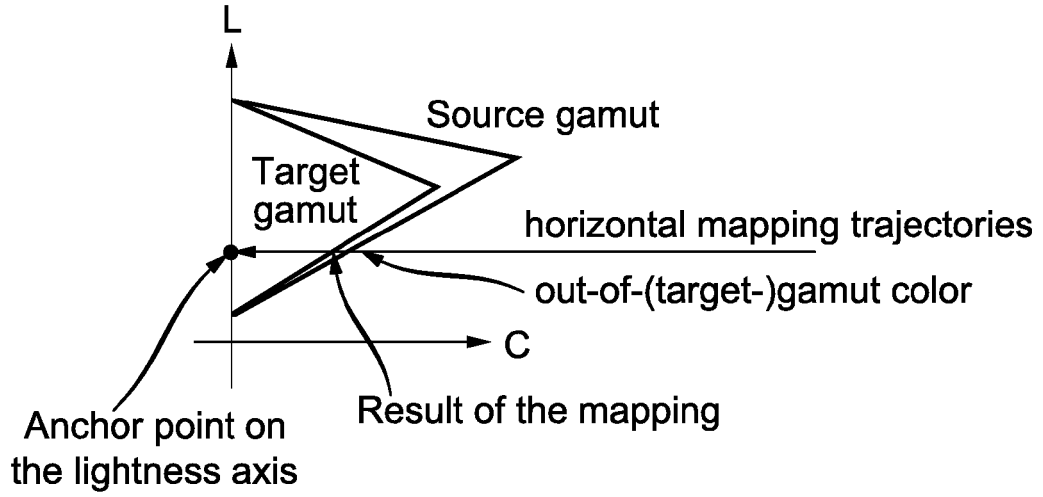 L
Source gamut
Target
gamut
horizontal mapping trajectories
out-of-(target-)gamut color
C
Result of the mapping
Anchor point on
the lightness axis